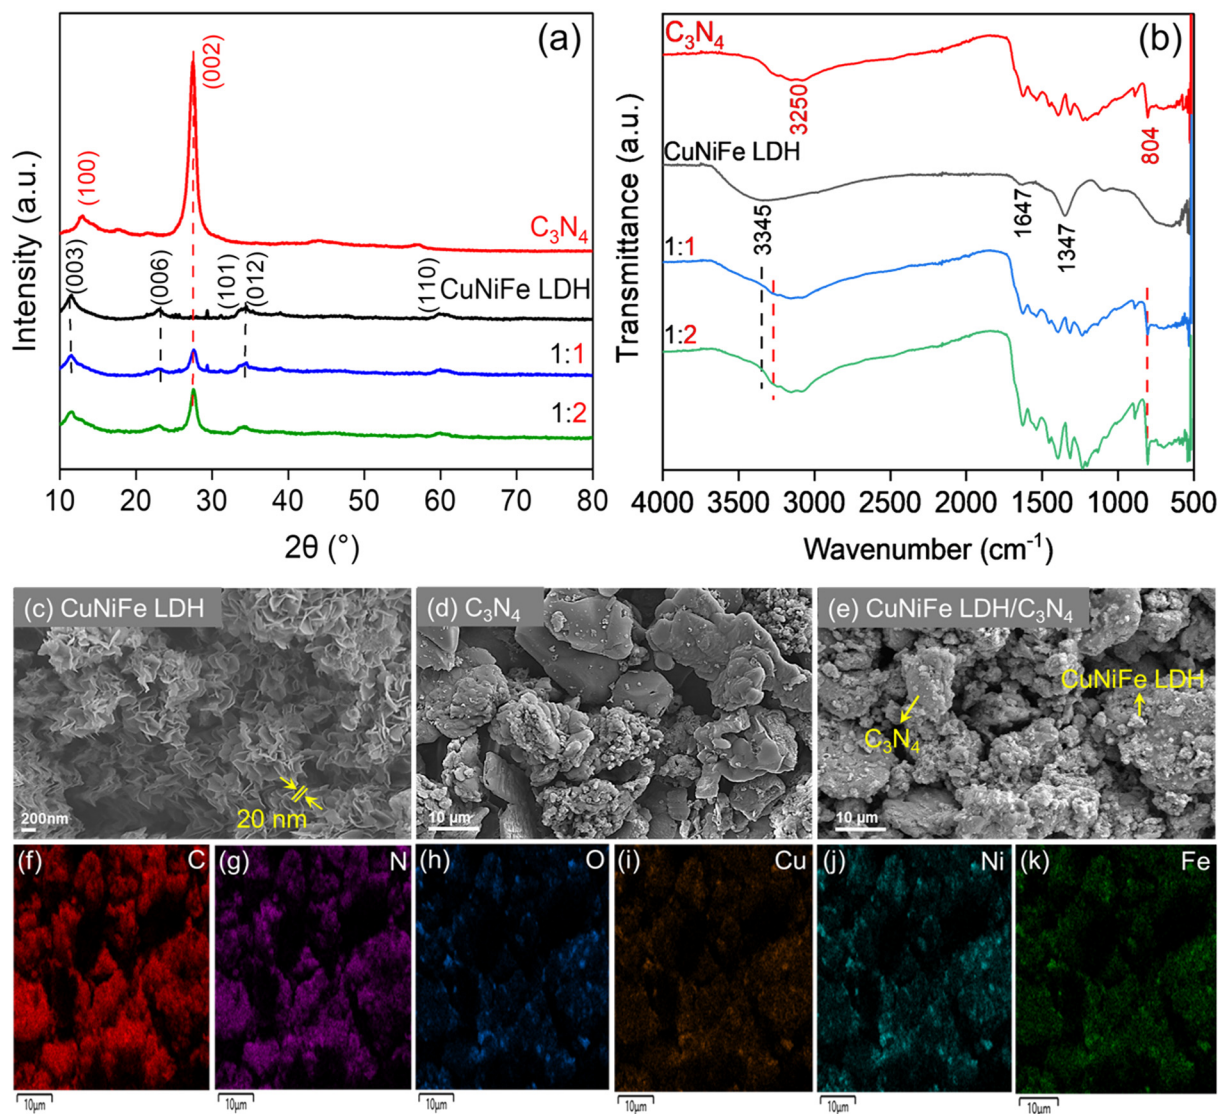 (a)
Intensity (a.u.)
(100)
(002)
C₃N₄
(003)
(006)
(101)
(012)
(110)
CuNiFe LDH
1:1
1:2
10 20 30 40 50 60 70 80
2θ (°)
(b)
Transmittance (a.u.)
C₃N₄
3250
804
CuNiFe LDH
3345
1647
1347
1:1
1:2
4000 3500 3000 2500 2000 1500 1000 500
Wavenumber (cm⁻¹)
(c) CuNiFe LDH
20 nm
200nm
(d) C₃N₄
10 µm
(e) CuNiFe LDH/C₃N₄
CuNiFe LDH
C₃N₄
10 µm
(f) C
10µm
(g) N
10µm
(h) O
10µm
(i) Cu
10µm
(j) Ni
10µm
(k) Fe
10µm